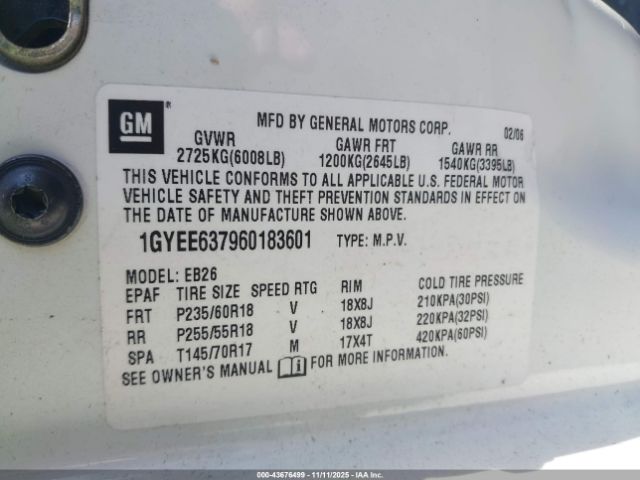 GM®
MFD BY GENERAL MOTORS CORP. 02/06
GVWR GAWR FRT GAWR RR
2725KG(6008LB) 1200KG(2645LB) 1540KG(3395LB)
THIS VEHICLE CONFORMS TO ALL APPLICABLE U.S. FEDERAL MOTOR
VEHICLE SAFETY AND THEFT PREVENTION STANDARDS IN EFFECT ON
THE DATE OF MANUFACTURE SHOWN ABOVE.
1GYEE637960183601 TYPE: M.P.V.
MODEL: EB26
EPAF TIRE SIZE SPEED RTG RIM COLD TIRE PRESSURE
FRT P235/60R18 V 18X8J 210KPA(30PSI)
RR P255/55R18 V 18X8J 220KPA(32PSI)
SPA T145/70R17 M 17X4T 420KPA(60PSI)
SEE OWNER'S MANUAL FOR MORE INFORMATION.
000-43676499 - 11/11/2025 - IAA Inc. All Rights Reserved